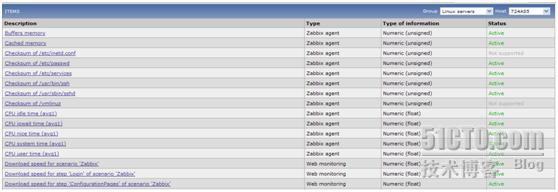 ITEMS Group Linux servers Host 724ADS
Description Type Type of information Status
Buffers memory Zabbix agent Numeric (unsigned) Active
Cached memory Zabbix agent Numeric (unsigned) Active
Checksum of /etc/inetd.conf Zabbix agent Numeric (unsigned) Not supported
Checksum of /etc/passwd Zabbix agent Numeric (unsigned) Active
Checksum of /etc/services Zabbix agent Numeric (unsigned) Active
Checksum of /usr/bin/ssh Zabbix agent Numeric (unsigned) Active
Checksum of /usr/sbin/sshd Zabbix agent Numeric (unsigned) Active
Checksum of /vmlinuz Zabbix agent Numeric (unsigned) Not supported
CPU idle time (avg1) Zabbix agent Numeric (float) Active
CPU iowait time (avg1) Zabbix agent Numeric (float) Active
CPU nice time (avg1) Zabbix agent Numeric (float) Active
CPU system time (avg1) Zabbix agent Numeric (float) Active
CPU user time (avg1) Zabbix agent Numeric (float) Active
Download speed for scenario 'Zabbix' Web monitoring Numeric (float) Active
Download speed for step 'Login' of scenario 'Zabbix' Web monitoring Numeric (float) Active
Download speed for step 'ConfigurationPages' of scenario 'Zabbix' Web monitoring Numeric (float) Active
51CTO.com
技术博客 Blog